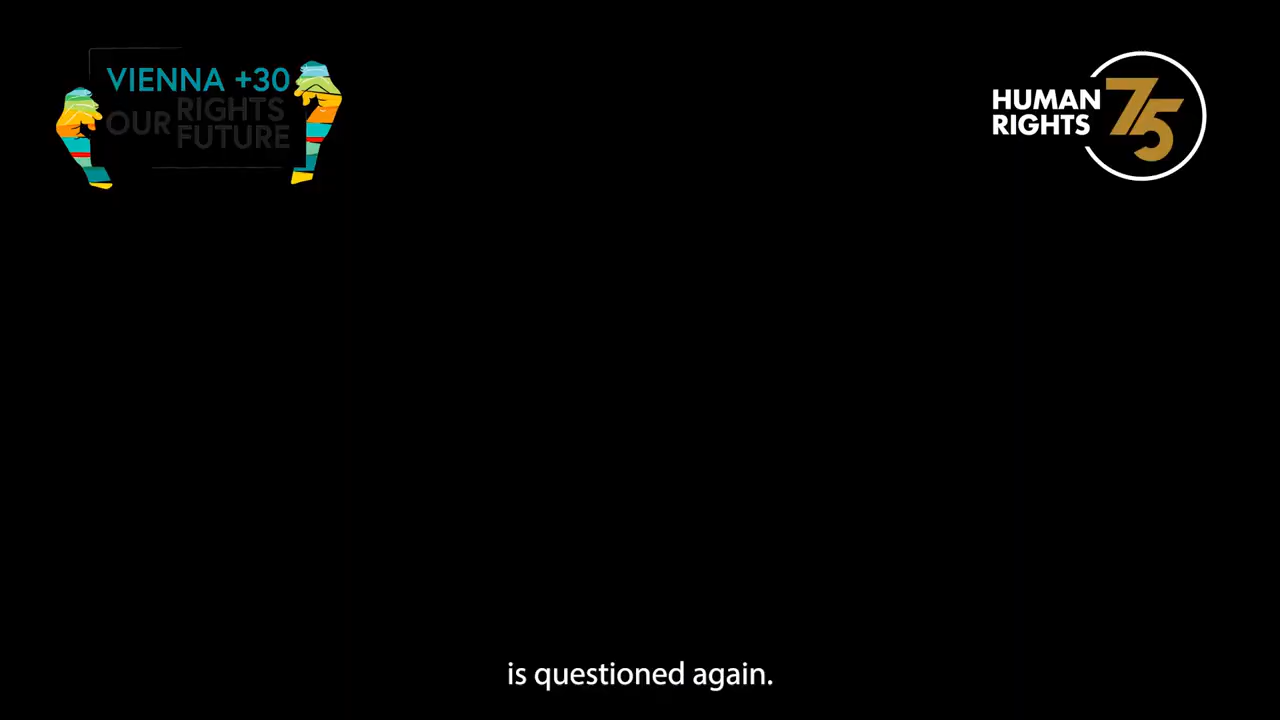 VIENNA +30
OUR RIGHTS
FUTURE
HUMAN
RIGHTS 75
is questioned again.